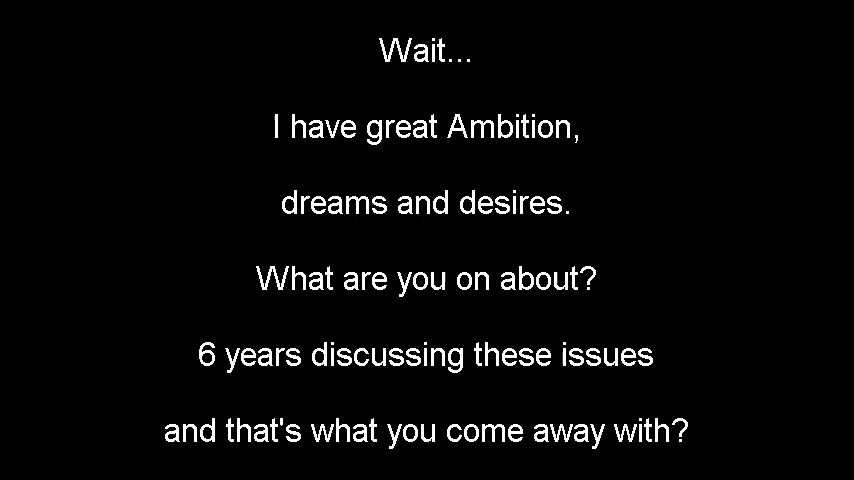 Wait...
I have great Ambition,
dreams and desires.
What are you on about?
6 years discussing these issues
and that's what you come away with?